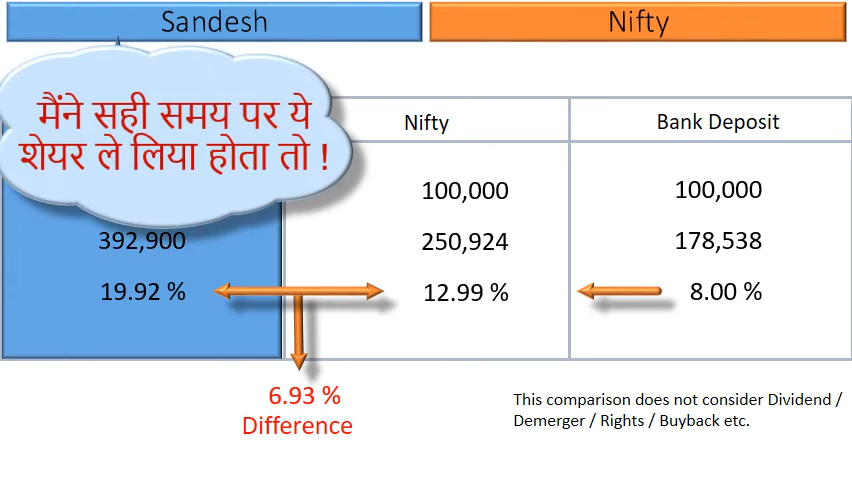 Sandesh
Nifty
मैंने सही समय पर ये
शेयर ले लिया होता तो !
Nifty
Bank Deposit
100,000
100,000
392,900
250,924
178,538
19.92 %
12.99 %
8.00 %
6.93 %
Difference
This comparison does not consider Dividend /
Demerger / Rights / Buyback etc.